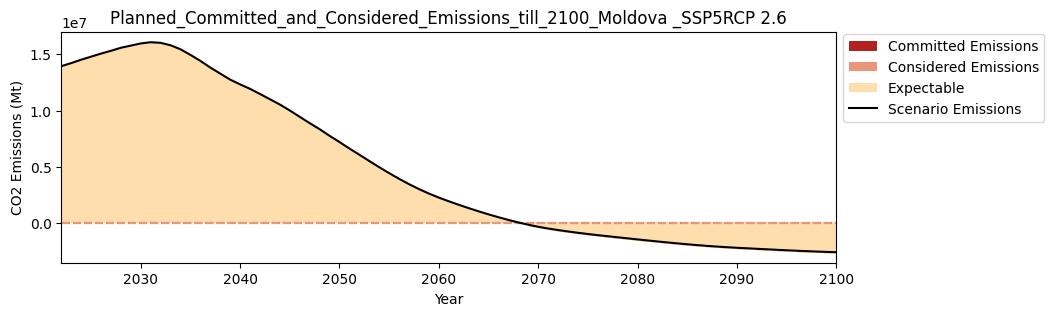 Planned_Committed_and_Considered_Emissions_till_2100_Moldova _SSP5RCP 2.6
1e7
1.5
1.0
0.5
0.0
CO2 Emissions (Mt)
2030 2040 2050 2060 2070 2080 2090 2100
Year
Committed Emissions
Considered Emissions
Expectable
Scenario Emissions